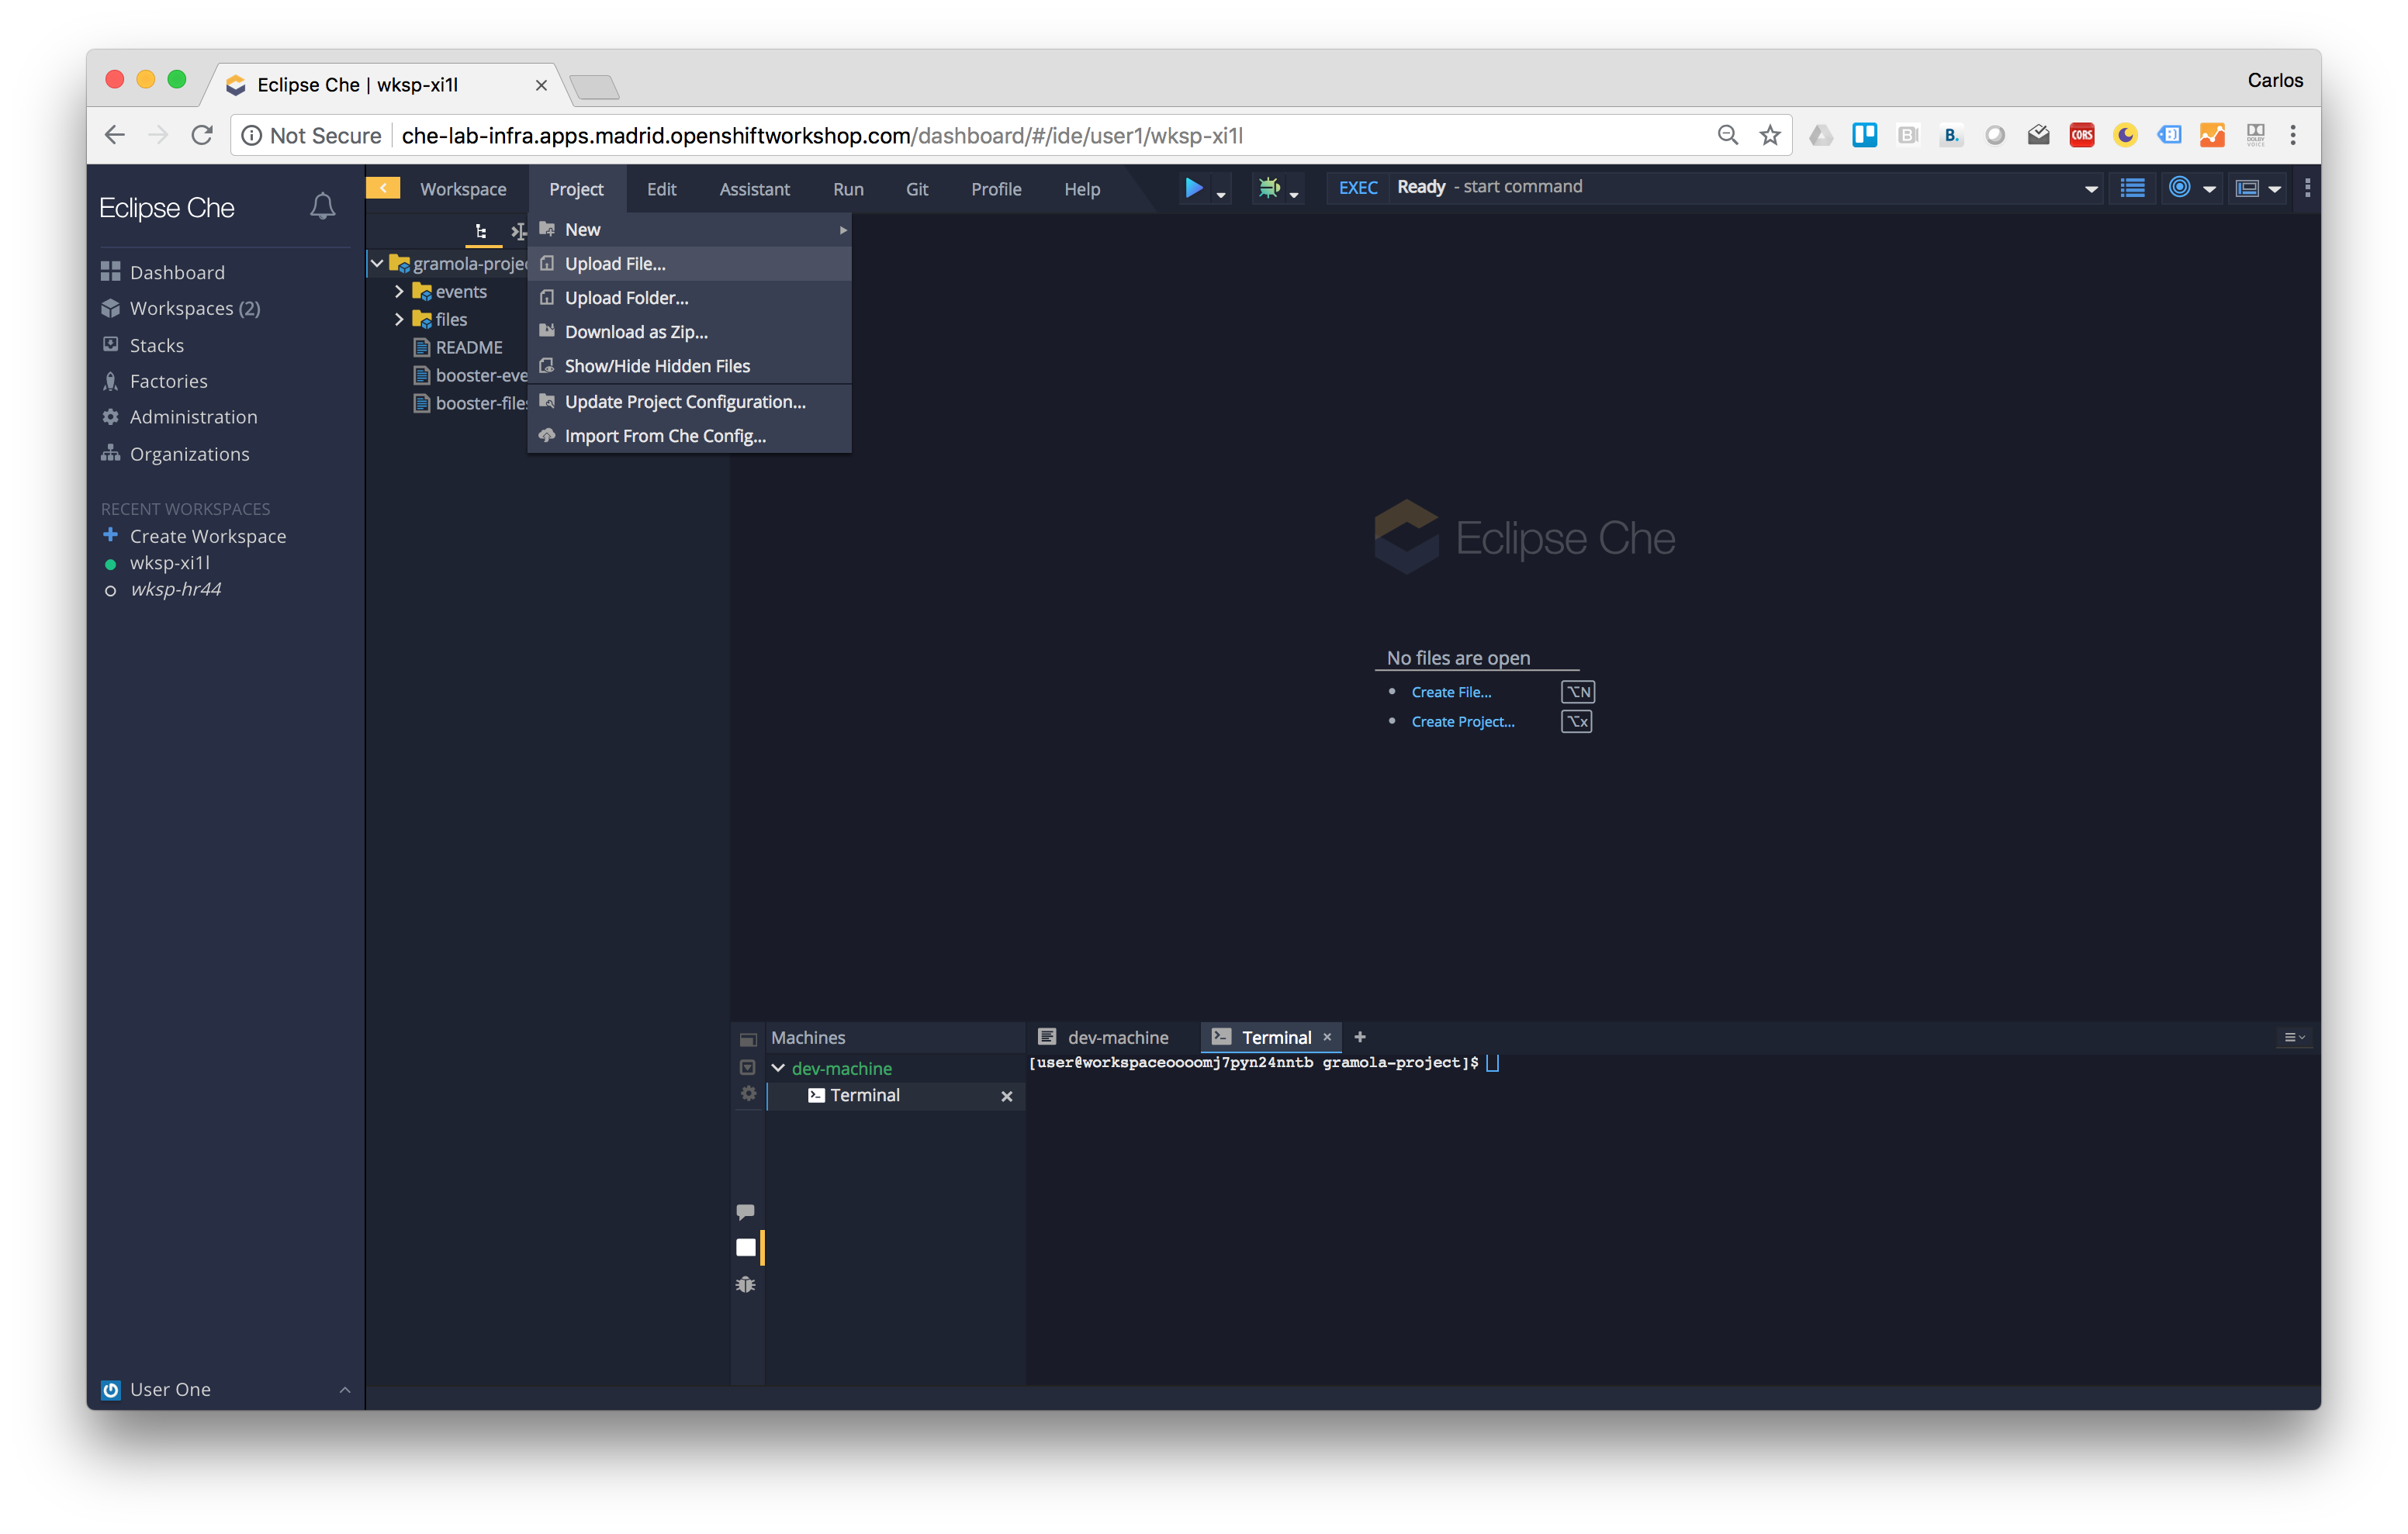 Eclipse Che | wksp-xi1l
Carlos
Not Secure
che-lab-infra.apps.madrid.openshiftworkshop.com/dashboard/#/ide/user1/wksp-xi1l
B.
CORS
Eclipse Che
Workspace
Project
Edit
Assistant
Run
Git
Profile
Help
EXEC
Ready - start command
Dashboard
Workspaces (2)
Stacks
Factories
Administration
Organizations
RECENT WORKSPACES
Create Workspace
wksp-xi1l
wksp-hr44
gramola-projec
events
files
README
booster-eve
booster-files
New
Upload File...
Upload Folder...
Download as Zip...
Show/Hide Hidden Files
Update Project Configuration...
Import From Che Config...
Eclipse Che
No files are open
Create File... ⌥N
Create Project... ⌥x
Machines
dev-machine
Terminal
dev-machine
Terminal
[user@workspaceoooomj7pyn24nntb gramola-project]$
User One